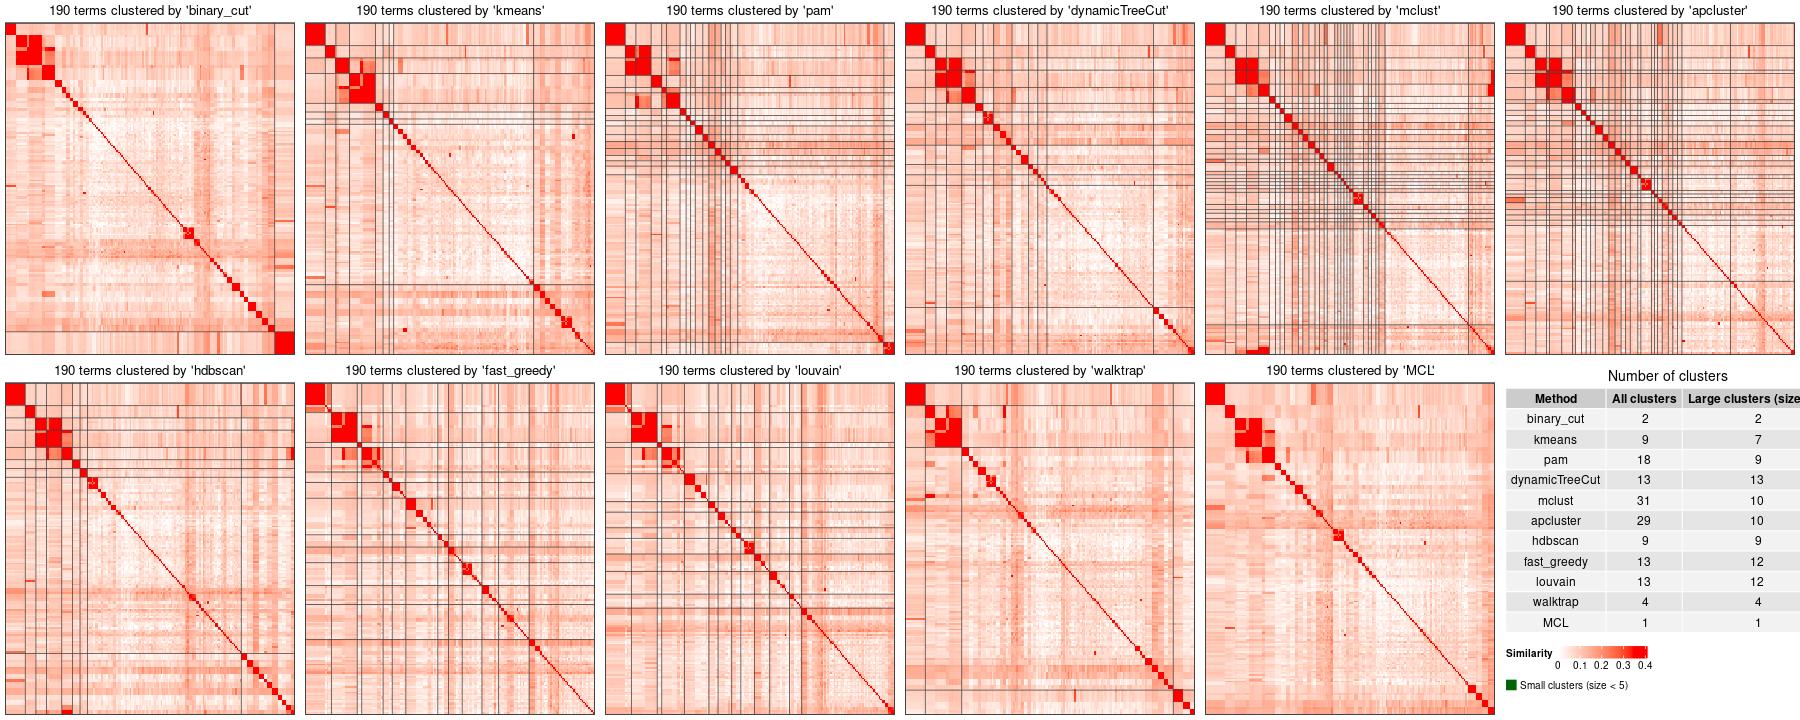 190 terms clustered by 'binary_cut'
190 terms clustered by 'kmeans'
190 terms clustered by 'pam'
190 terms clustered by 'dynamicTreeCut'
190 terms clustered by 'mclust'
190 terms clustered by 'apcluster'
190 terms clustered by 'hdbscan'
190 terms clustered by 'fast_greedy'
190 terms clustered by 'louvain'
190 terms clustered by 'walktrap'
190 terms clustered by 'MCL'
Number of clusters
Method All clusters Large clusters (size
binary_cut 2 2
kmeans 9 7
pam 18 9
dynamicTreeCut 13 13
mclust 31 10
apcluster 29 10
hdbscan 9 9
fast_greedy 13 12
louvain 13 12
walktrap 4 4
MCL 1 1
Similarity
0 0.1 0.2 0.3 0.4
Small clusters (size < 5)